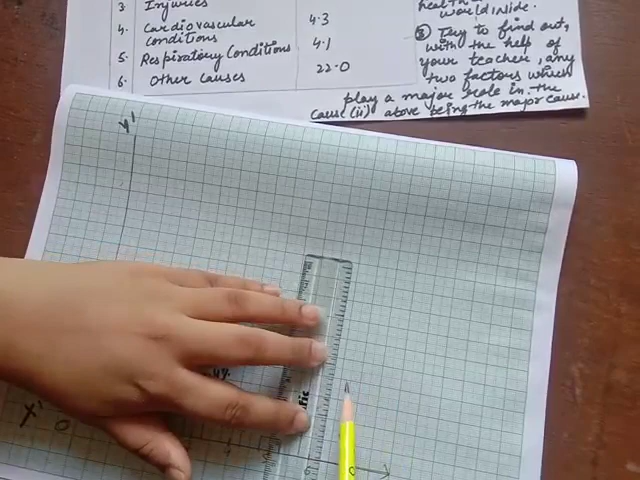 3. Injuries
4. Cardiovascular conditions 4.3
5. Respiratory Conditions 4.1
6. Other Causes 22.0
world
③ Try to find out,
with the help of
your teacher, any
two factors which
play a major role in the
cause (ii) above being the major cause.
Y'
X'
O